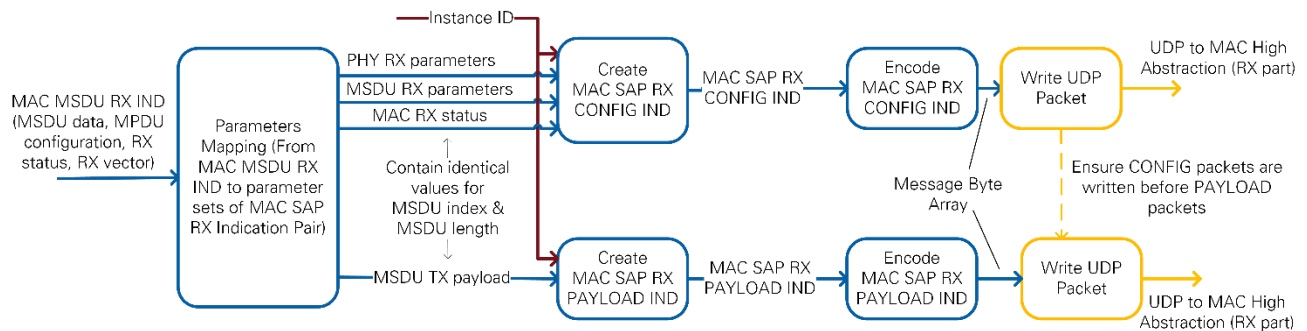 Instance ID
MAC MSDU RX IND
(MSDU data, MPDU
configuration, RX
status, RX vector)
Parameters
Mapping (From
MAC MSDU RX
IND to parameter
sets of MAC SAP
RX Indication Pair)
PHY RX parameters
MSDU RX parameters
MAC RX status
Contain identical
values for
MSDU index &
MSDU length
MSDU TX payload
Create
MAC SAP RX
CONFIG IND
MAC SAP RX
CONFIG IND
Encode
MAC SAP RX
CONFIG IND
Write UDP
Packet
UDP to MAC High
Abstraction (RX part)
Message Byte
Array
Ensure CONFIG packets are
written before PAYLOAD
packets
Create
MAC SAP RX
PAYLOAD IND
MAC SAP RX
PAYLOAD IND
Encode
MAC SAP RX
PAYLOAD IND
Write UDP
Packet
UDP to MAC High
Abstraction (RX part)